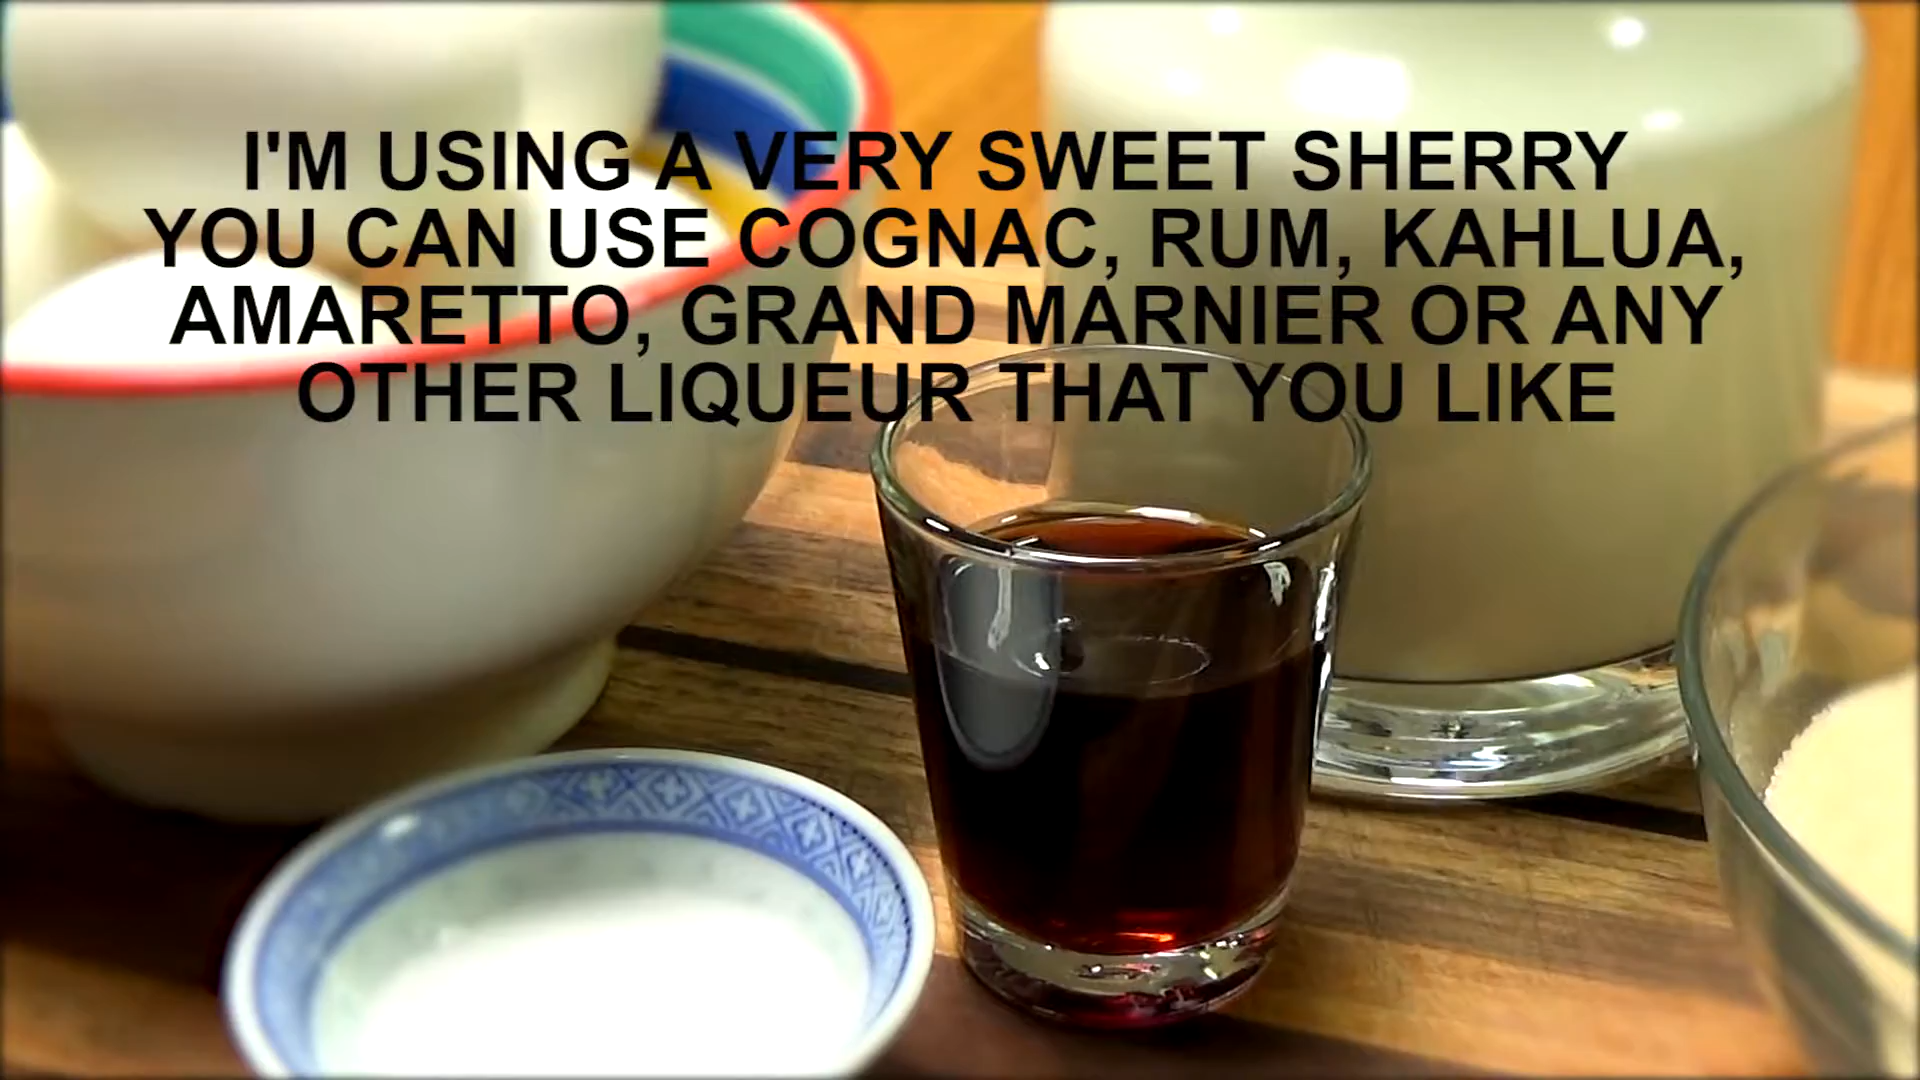 I'M USING A VERY SWEET SHERRY
YOU CAN USE COGNAC, RUM, KAHLUA,
AMARETTO, GRAND MARNIER OR ANY
OTHER LIQUEUR THAT YOU LIKE